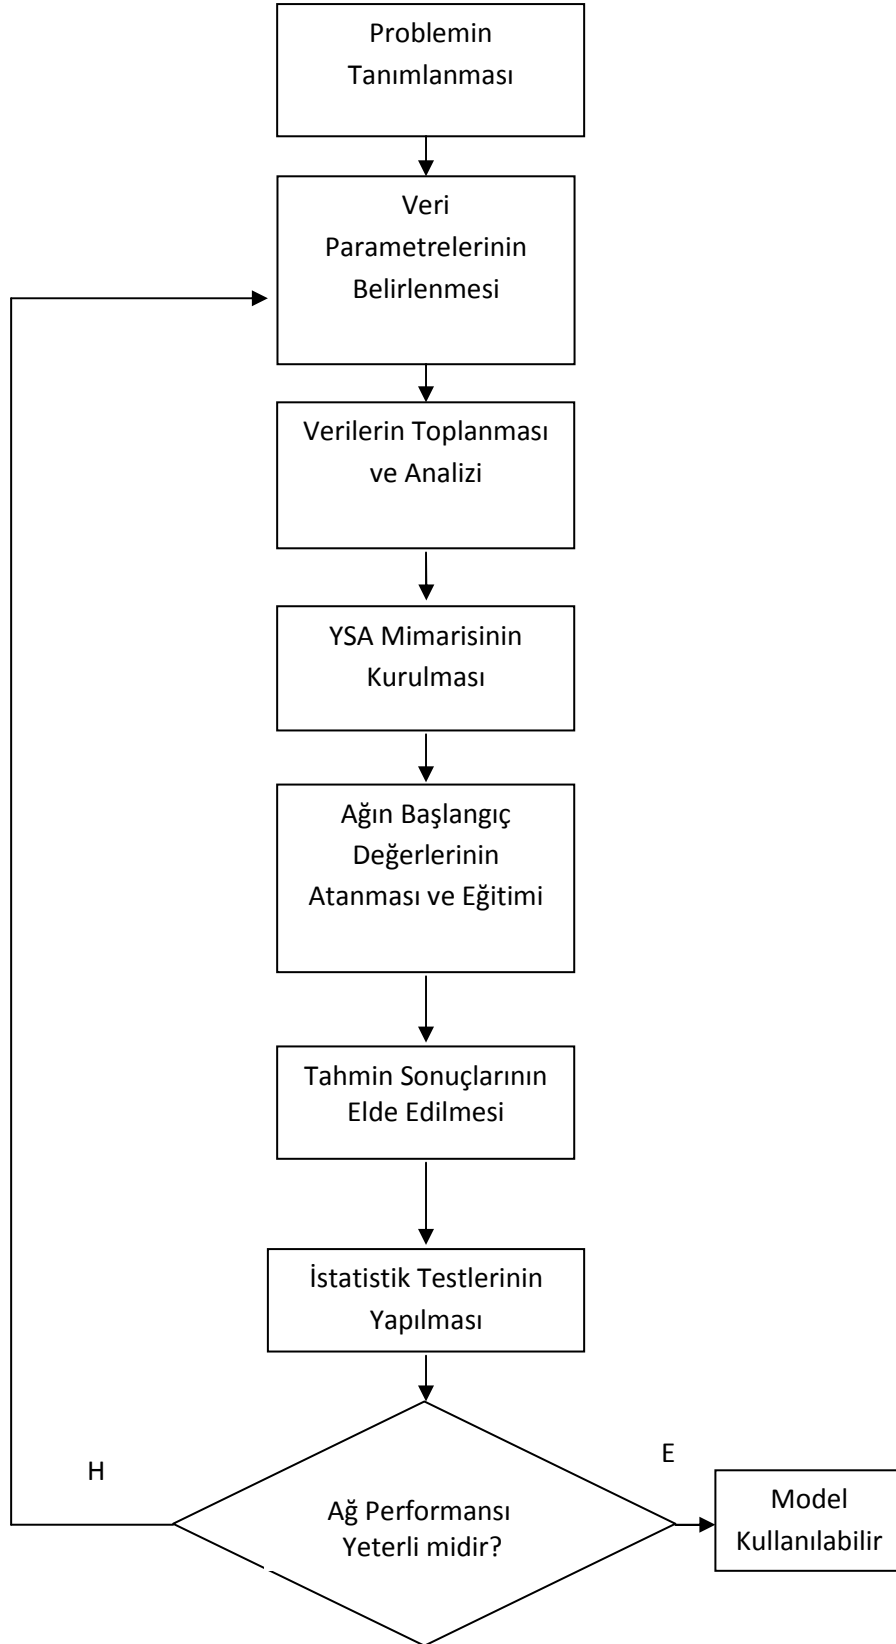 Problemin
Tanımlanması
Veri
Parametrelerinin
Belirlenmesi
Verilerin Toplanması
ve Analizi
YSA Mimarisinin
Kurulması
Ağın Başlangıç
Değerlerinin
Atanması ve Eğitimi
Tahmin Sonuçlarının
Elde Edilmesi
İstatistik Testlerinin
Yapılması
H
E
Ağ Performansı
Yeterli midir?
Model
Kullanılabilir